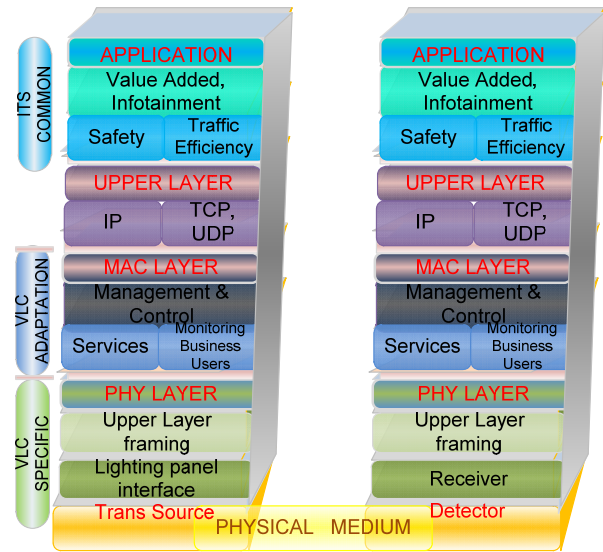 ITS
COMMON
APPLICATION
Value Added,
Infotainment
Safety
Traffic
Efficiency
UPPER LAYER
IP
TCP,
UDP
VLC
ADAPTATION
MAC LAYER
Management &
Control
Services
Monitoring
Business
Users
VLC
SPECIFIC
PHY LAYER
Upper Layer
framing
Lighting panel
interface
Trans Source
APPLICATION
Value Added,
Infotainment
Safety
Traffic
Efficiency
UPPER LAYER
IP
TCP,
UDP
MAC LAYER
Management &
Control
Services
Monitoring
Business
Users
PHY LAYER
Upper Layer
framing
Receiver
Detector
PHYSICAL MEDIUM